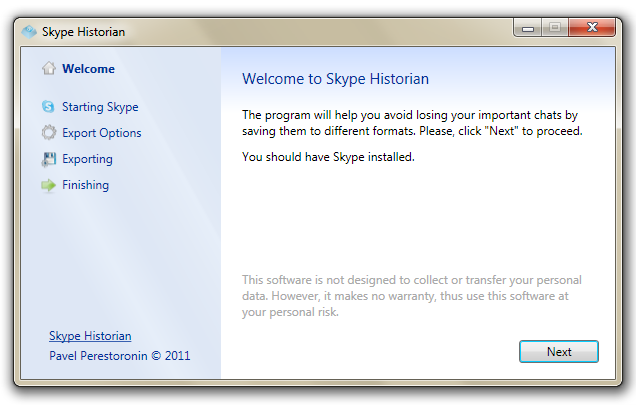 Skype Historian
Welcome
Starting Skype
Export Options
Exporting
Finishing
Skype Historian
Pavel Perestoronin © 2011
Welcome to Skype Historian
The program will help you avoid losing your important chats by
saving them to different formats. Please, click "Next" to proceed.
You should have Skype installed.
This software is not designed to collect or transfer your personal
data. However, it makes no warranty, thus use this software at
your personal risk.
Next